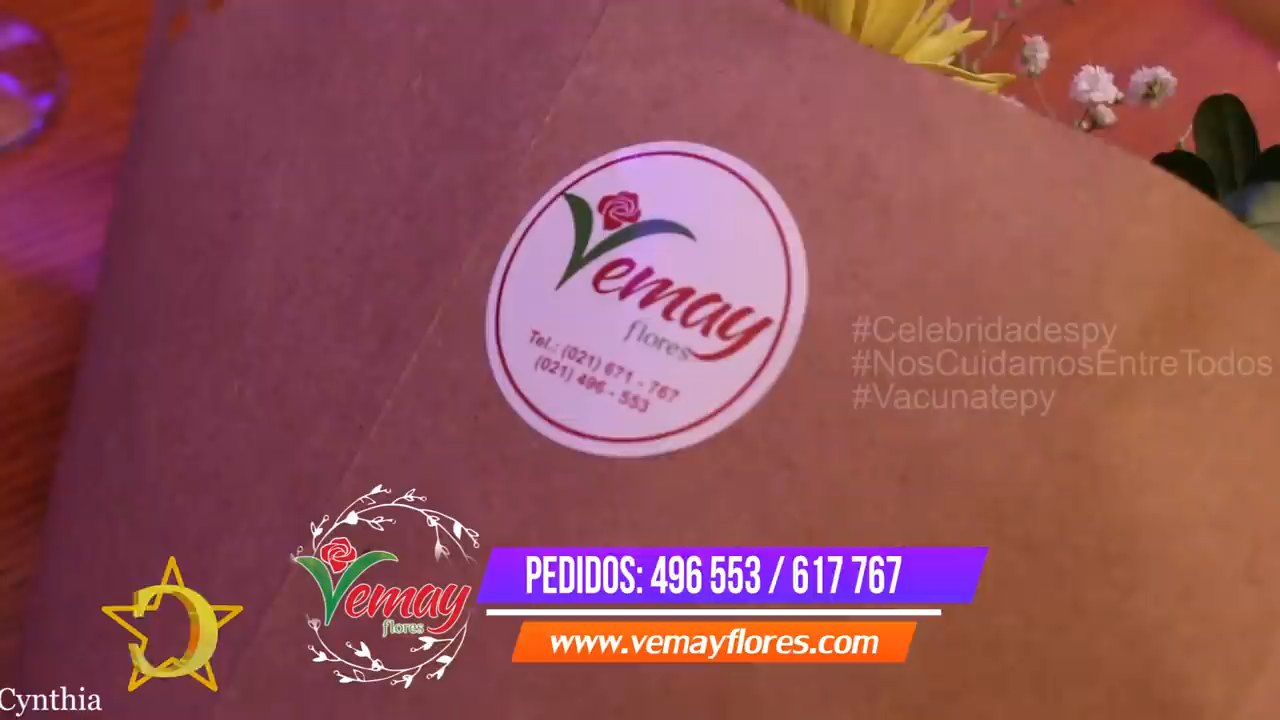 Vemay
flores
Tel.: (021) 671 - 767
(021) 496 - 553
#Celebridadespy
#NosCuidamosEntreTodos
#Vacunatepy
Vemay
flores
PEDIDOS: 496 553 / 617 767
www.vemayflores.com
Cynthia